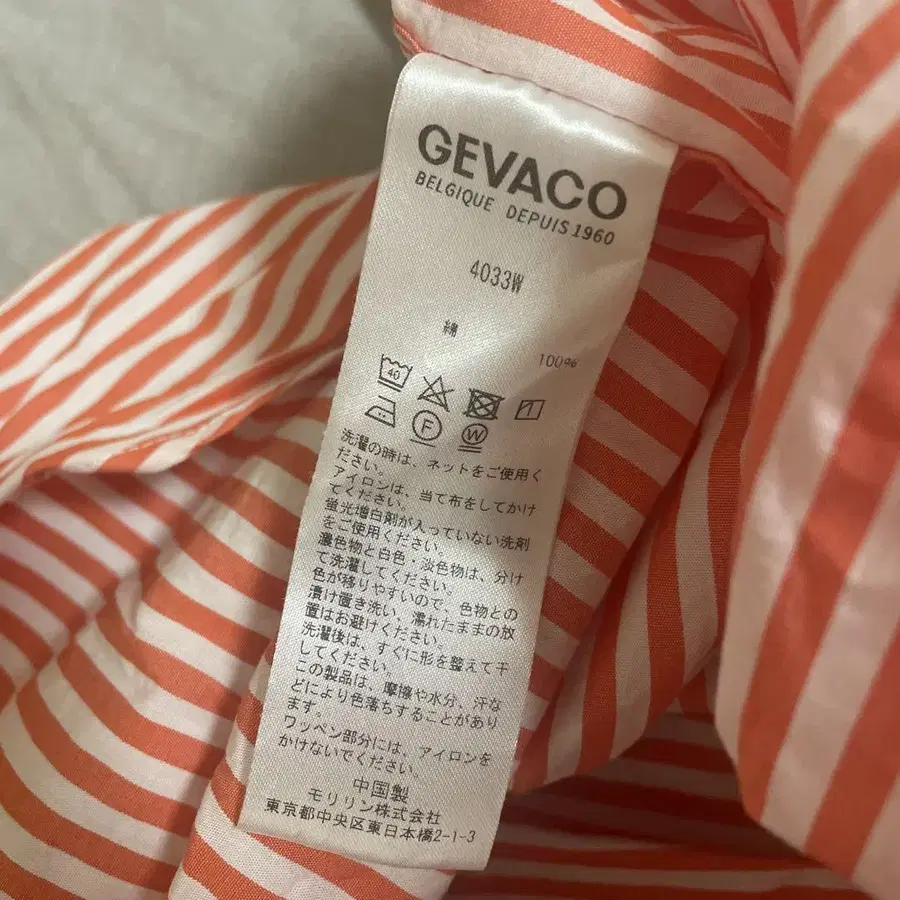 GEVACO
BELGIQUE DEPUIS 1960
4033W
綿
100%
40
F W
洗濯の時は、ネットをご使用く
ださい。
アイロンは、当て布をしてかけ
てください。
蛍光増白剤が入っていない洗剤
をご使用ください。
濃色物と白色・淡色物は、分け
て洗濯してください。
色が移りやすいので、色物との
漬け置き洗い、濡れたままの放
置はお避けください。
洗濯後は、すぐに形を整えて干
してください。
この製品は、摩擦や水分、汗な
どにより色落ちすることがあり
ます。
ワッペン部分には、アイロンを
かけないでください。
中国製
モリリン株式会社
東京都中央区東日本橋2-1-3